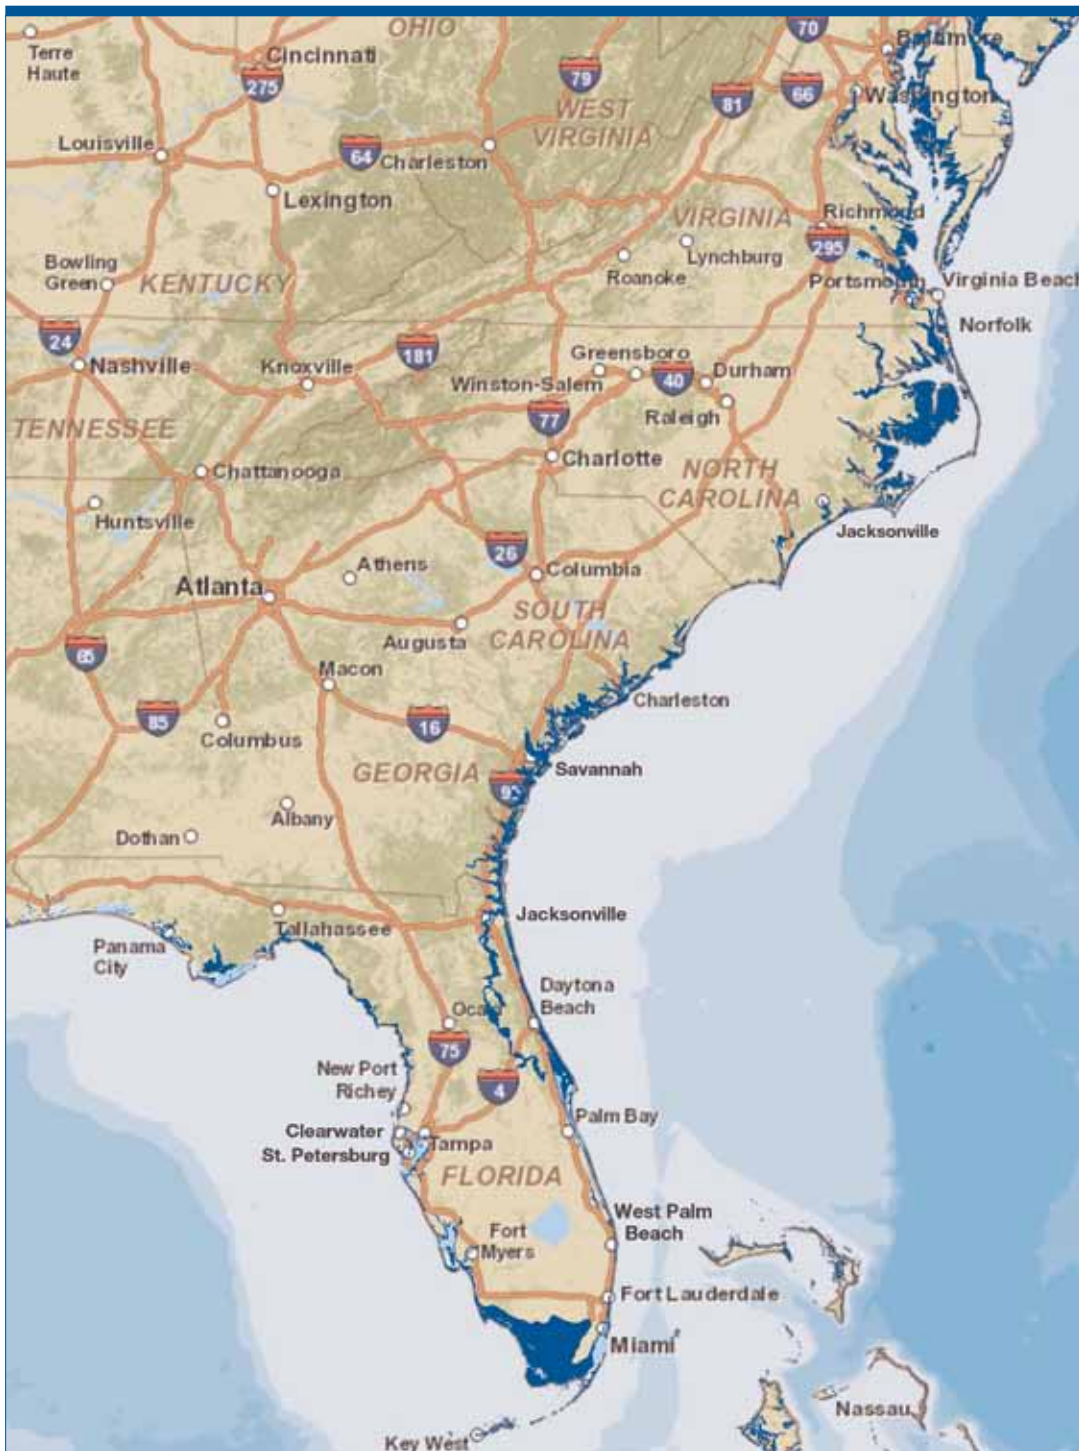 OHIO
70
Baltimore
Terre
Haute
Cincinnati
275
79
81
66
Washington
WEST
VIRGINIA
Louisville
64
Charleston
Lexington
VIRGINIA
Richmond
295
Lynchburg
Roanoke
Bowling
Green
KENTUCKY
Portsmouth
Virginia Beach
Norfolk
24
Nashville
Knoxville
181
Greensboro
Winston-Salem
40
Durham
Raleigh
77
TENNESSEE
Chattanooga
Charlotte
NORTH
CAROLINA
Huntsville
Jacksonville
26
Athens
Columbia
Atlanta
SOUTH
CAROLINA
Augusta
65
Macon
Charleston
85
16
Columbus
GEORGIA
Savannah
Albany
Dothan
Jacksonville
Tallahassee
Panama
City
Daytona
Beach
Ocala
75
New Port
Richey
4
Palm Bay
Clearwater
St. Petersburg
Tampa
FLORIDA
West Palm
Beach
Fort
Myers
Fort Lauderdale
Miami
Nassau
Key West